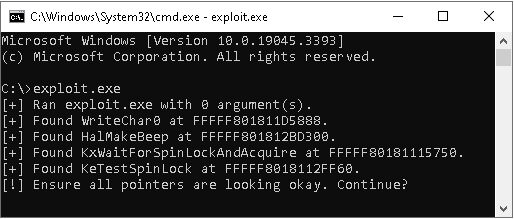 C:\Windows\System32\cmd.exe - exploit.exe
Microsoft Windows [Version 10.0.19045.3393]
(c) Microsoft Corporation. All rights reserved.
C:\>exploit.exe
[+] Ran exploit.exe with 0 argument(s).
[+] Found WriteChar0 at FFFFF801811D5888.
[+] Found HalMakeBeep at FFFFF801812BD300.
[+] Found KxWaitForSpinLockAndAcquire at FFFFF80181115750.
[+] Found KeTestSpinLock at FFFFF8018112FF60.
[!] Ensure all pointers are looking okay. Continue?